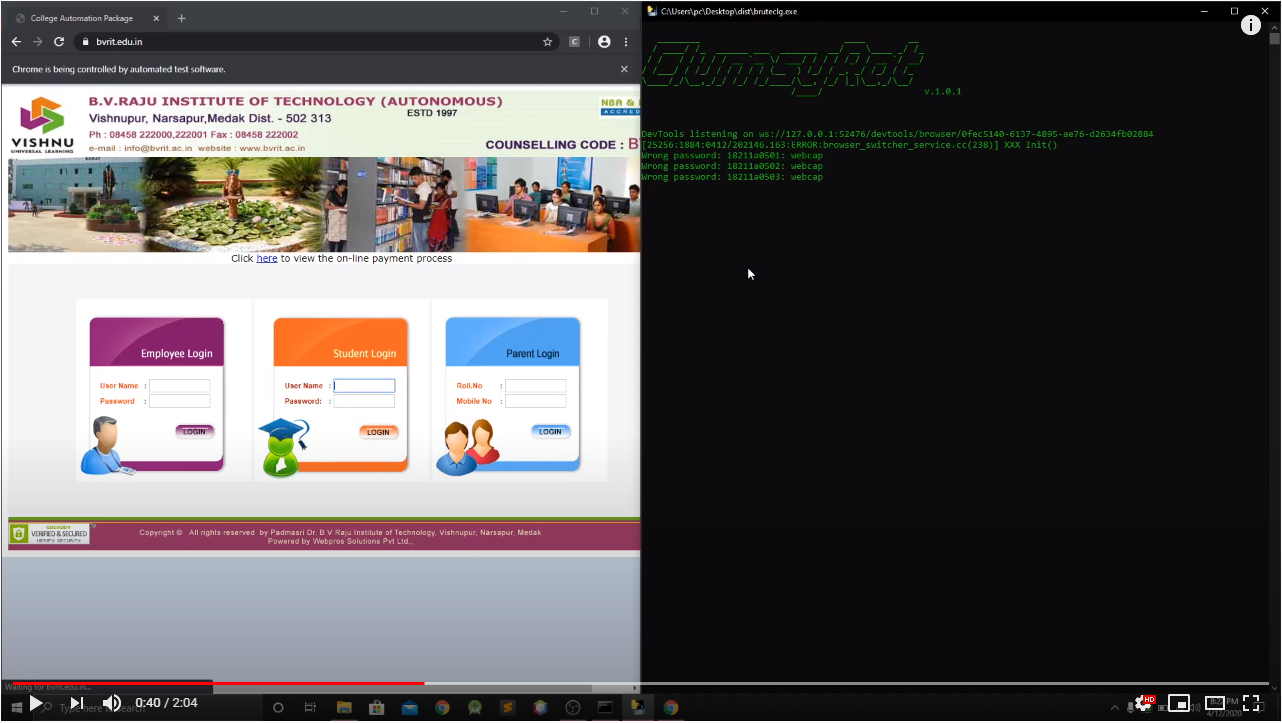 College Automation Package
bvrit.edu.in
Chrome is being controlled by automated test software.
B.V.RAJU INSTITUTE OF TECHNOLOGY (AUTONOMOUS)
ESTD 1997
Vishnupur, Narsapur,Medak Dist. - 502 313
Ph : 08458 222000,222001 Fax : 08458 222002
e-mail : info@bvrit.ac.in website : www.bvrit.ac.in
COUNSELLING CODE : B
NBA &
ACCRED
VISHNU
UNIVERSAL LEARNING
Click here to view the on-line payment process
Employee Login
User Name :
Password :
LOGIN
Student Login
User Name :
Password: :
LOGIN
Parent Login
Roll.No :
Mobile No :
LOGIN
GODADDY
VERIFIED & SECURED
VERIFY SECURITY
Copyright © All rights reserved by Padmasri Dr. B V Raju Institute of Technology, Vishnupur, Narsapur, Medak
Powered by Webpros Solutions Pvt Ltd.,
Waiting for bvrit.edu.in...
C:\Users\pc\Desktop\dist\bruteclg.exe
v.1.0.1
DevTools listening on ws://127.0.0.1:52476/devtools/browser/0fec5140-6137-4895-ae76-d2634fb02884
[25256:1884:0412/202146.163:ERROR:browser_switcher_service.cc(238)] XXX Init()
Wrong password: 18211a0501: webcap
Wrong password: 18211a0502: webcap
Wrong password: 18211a0503: webcap
0:40 / 2:04
HD
Type here to search
4/12/2020